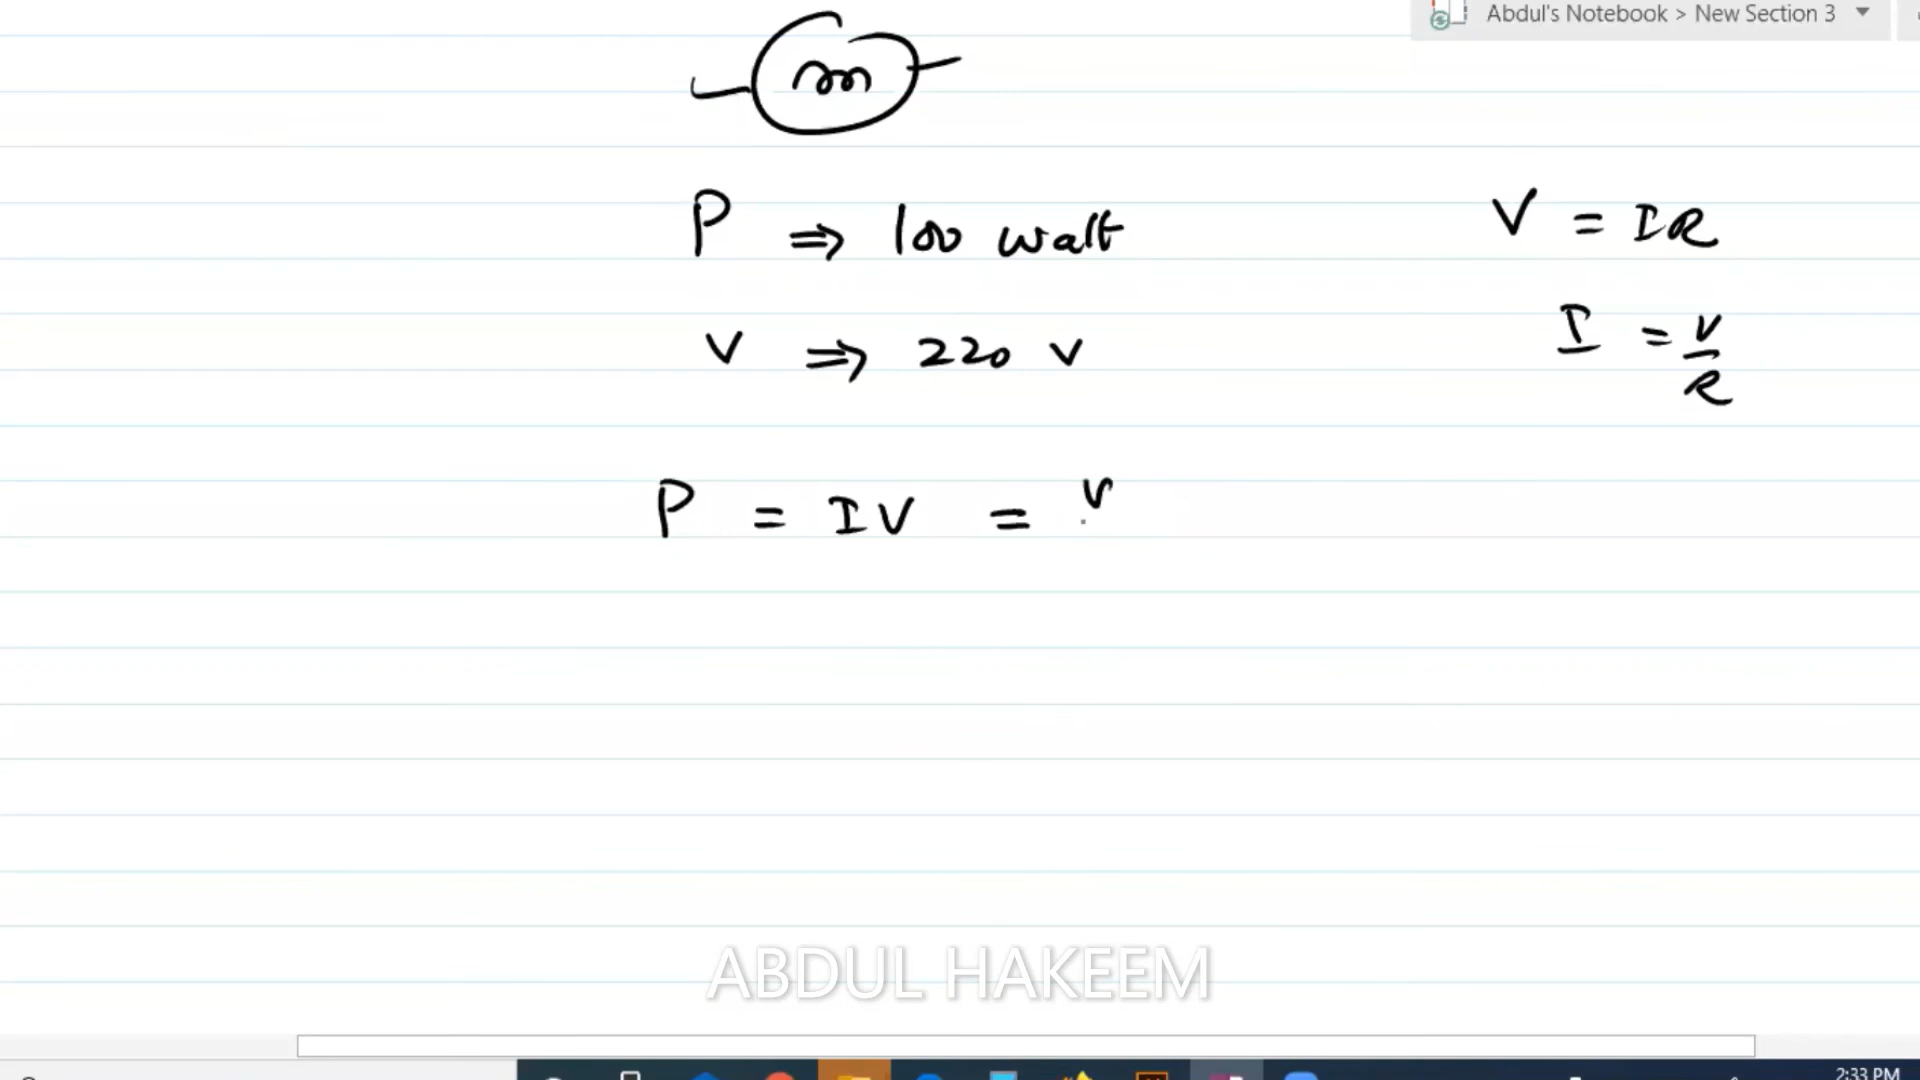 Abdul's Notebook > New Section 3
P ⇒ 100 watt
V = IR
V ⇒ 220 V
I = V/R
P = IV = V
ABDUL HAKEEM
2:33 PM